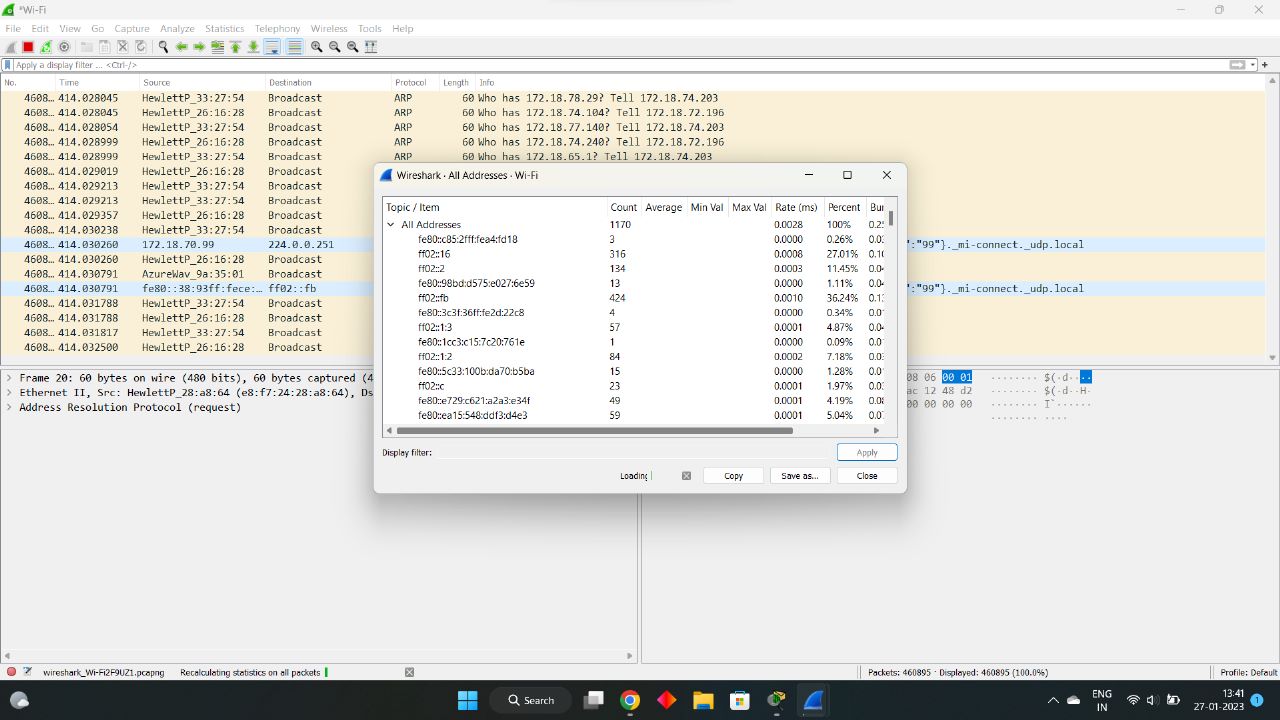 *Wi-Fi
File Edit View Go Capture Analyze Statistics Telephony Wireless Tools Help
Apply a display filter ... <Ctrl-/>
No. Time Source Destination Protocol Length Info
4608… 414.028045 HewlettP_33:27:54 Broadcast ARP 60 Who has 172.18.78.29? Tell 172.18.74.203
4608… 414.028045 HewlettP_26:16:28 Broadcast ARP 60 Who has 172.18.74.104? Tell 172.18.72.196
4608… 414.028054 HewlettP_33:27:54 Broadcast ARP 60 Who has 172.18.77.140? Tell 172.18.74.203
4608… 414.028999 HewlettP_26:16:28 Broadcast ARP 60 Who has 172.18.74.240? Tell 172.18.72.196
4608… 414.028999 HewlettP_33:27:54 Broadcast ARP 60 Who has 172.18.65.1? Tell 172.18.74.203
4608… 414.029019 HewlettP_26:16:28 Broadcast
4608… 414.029213 HewlettP_33:27:54 Broadcast
4608… 414.029213 HewlettP_33:27:54 Broadcast
4608… 414.029357 HewlettP_26:16:28 Broadcast
4608… 414.030238 HewlettP_33:27:54 Broadcast
4608… 414.030260 172.18.70.99 224.0.0.251 ":"99"}._mi-connect._udp.local
4608… 414.030260 HewlettP_26:16:28 Broadcast
4608… 414.030791 AzureWav_9a:35:01 Broadcast
4608… 414.030791 fe80::38:93ff:fece:… ff02::fb ":"99"}._mi-connect._udp.local
4608… 414.031788 HewlettP_33:27:54 Broadcast
4608… 414.031788 HewlettP_26:16:28 Broadcast
4608… 414.031817 HewlettP_33:27:54 Broadcast
4608… 414.032500 HewlettP_26:16:28 Broadcast
Wireshark · All Addresses · Wi-Fi
Topic / Item Count Average Min Val Max Val Rate (ms) Percent Bur
All Addresses 1170 0.0028 100% 0.25
fe80::c85:2fff:fea4:fd18 3 0.0000 0.26% 0.03
ff02::16 316 0.0008 27.01% 0.10
ff02::2 134 0.0003 11.45% 0.04
fe80::98bd:d575:e027:6e59 13 0.0000 1.11% 0.04
ff02::fb 424 0.0010 36.24% 0.13
fe80::3c3f:36ff:fe2d:22c8 4 0.0000 0.34% 0.01
ff02::1:3 57 0.0001 4.87% 0.04
fe80::1cc3:c15:7c20:761e 1 0.0000 0.09% 0.01
ff02::1:2 84 0.0002 7.18% 0.03
fe80::5c33:100b:da70:b5ba 15 0.0000 1.28% 0.01
ff02::c 23 0.0001 1.97% 0.03
fe80::e729:c621:a2a3:e34f 49 0.0001 4.19% 0.08
fe80::ea15:548:ddf3:d4e3 59 0.0001 5.04% 0.07
Display filter: Apply
Loading Copy Save as... Close
Frame 20: 60 bytes on wire (480 bits), 60 bytes captured (4
Ethernet II, Src: HewlettP_28:a8:64 (48:f7:24:28:a8:64), Ds
Address Resolution Protocol (request)
08 06 00 01 ········ $(·d····
ac 12 48 d2 ········ $(·d··H·
00 00 00 00 ········ I`······
········ ····
wireshark_Wi-Fi2F9UZ1.pcapng Recalculating statistics on all packets Packets: 460895 · Displayed: 460895 (100.0%) Profile: Default
Search ENG IN 13:41 27-01-2023 1